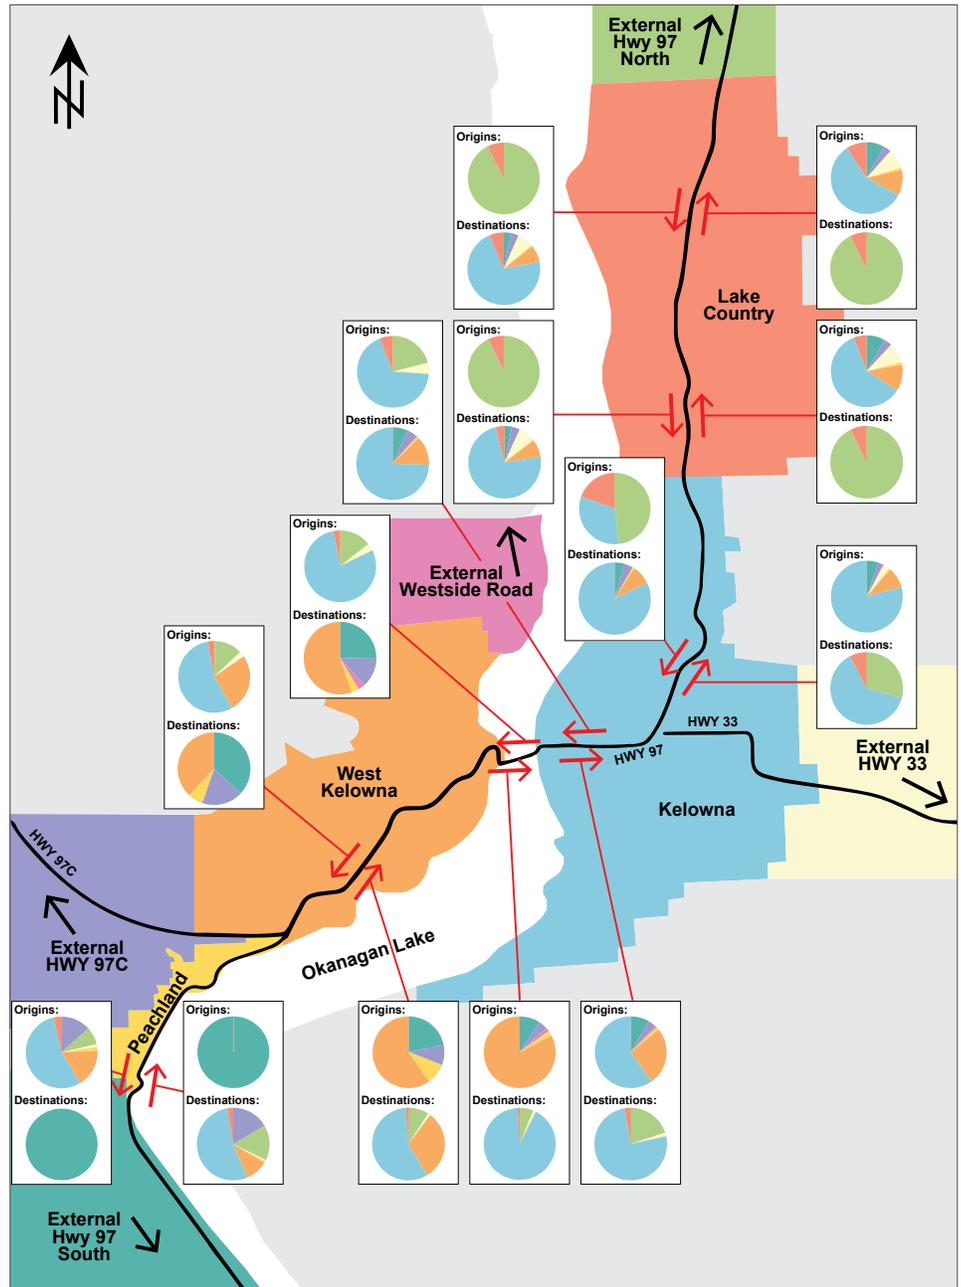 External
Hwy 97
North
Origins:
Destinations:
Origins:
Destinations:
Lake
Country
Origins:
Destinations:
Origins:
Destinations:
Origins:
Destinations:
Origins:
Destinations:
Origins:
Destinations:
External
Westside Road
Origins:
Destinations:
Origins:
Destinations:
HWY 33
HWY 97
External
HWY 33
West
Kelowna
Kelowna
HWY 97C
External
HWY 97C
Okanagan Lake
Peachland
Origins:
Destinations:
Origins:
Destinations:
Origins:
Destinations:
Origins:
Destinations:
Origins:
Destinations:
External
Hwy 97
South